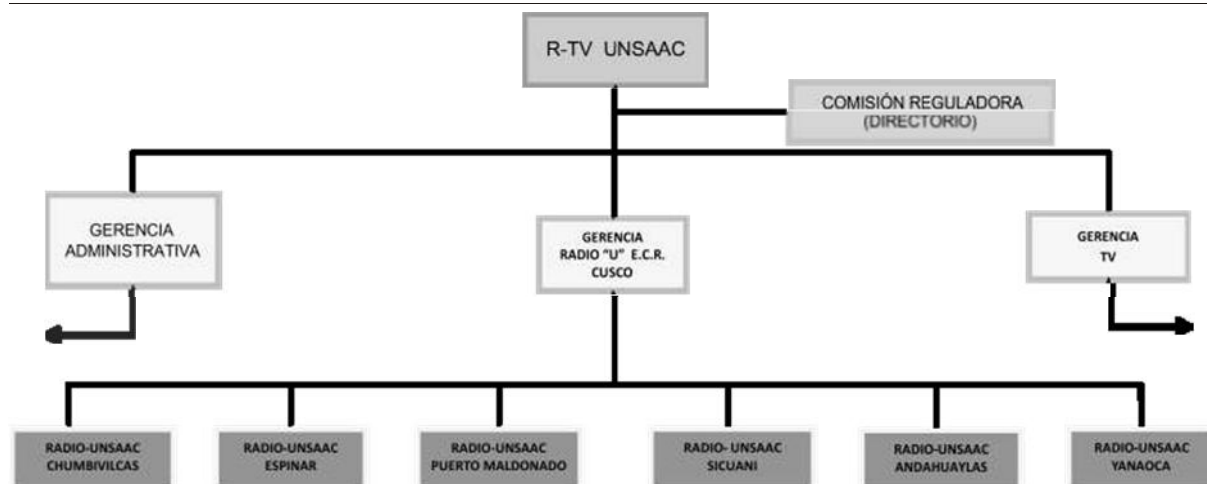 R-TV UNSAAC
COMISIÓN REGULADORA
(DIRECTORIO)
GERENCIA
ADMINISTRATIVA
GERENCIA
RADIO "U" E.C.R.
CUSCO
GERENCIA
TV
RADIO-UNSAAC
CHUMBIVILCAS
RADIO-UNSAAC
ESPINAR
RADIO-UNSAAC
PUERTO MALDONADO
RADIO- UNSAAC
SICUANI
RADIO-UNSAAC
ANDAHUAYLAS
RADIO-UNSAAC
YANAOCA